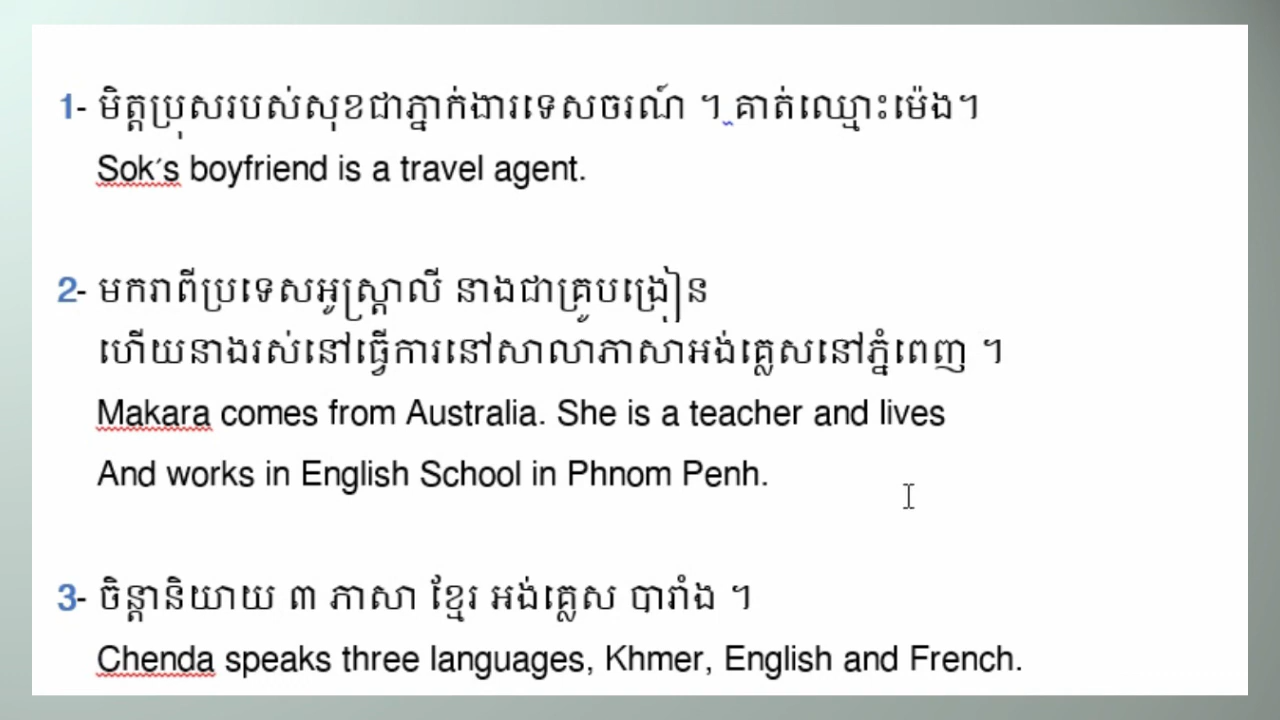 1- មិត្តប្រុសរបស់សុខជាភ្នាក់ងារទេសចរណ៍ ។ គាត់ឈ្មោះម៉េង។
Sok's boyfriend is a travel agent.
2- មករាពីប្រទេសអូស្ត្រាលី នាងជាគ្រូបង្រៀន
ហើយនាងរស់នៅធ្វើការនៅសាលាភាសាអង់គ្លេសនៅភ្នំពេញ ។
Makara comes from Australia. She is a teacher and lives
And works in English School in Phnom Penh.
3- ចិន្តានិយាយ ៣ ភាសា ខ្មែរ អង់គ្លេស បារាំង ។
Chenda speaks three languages, Khmer, English and French.